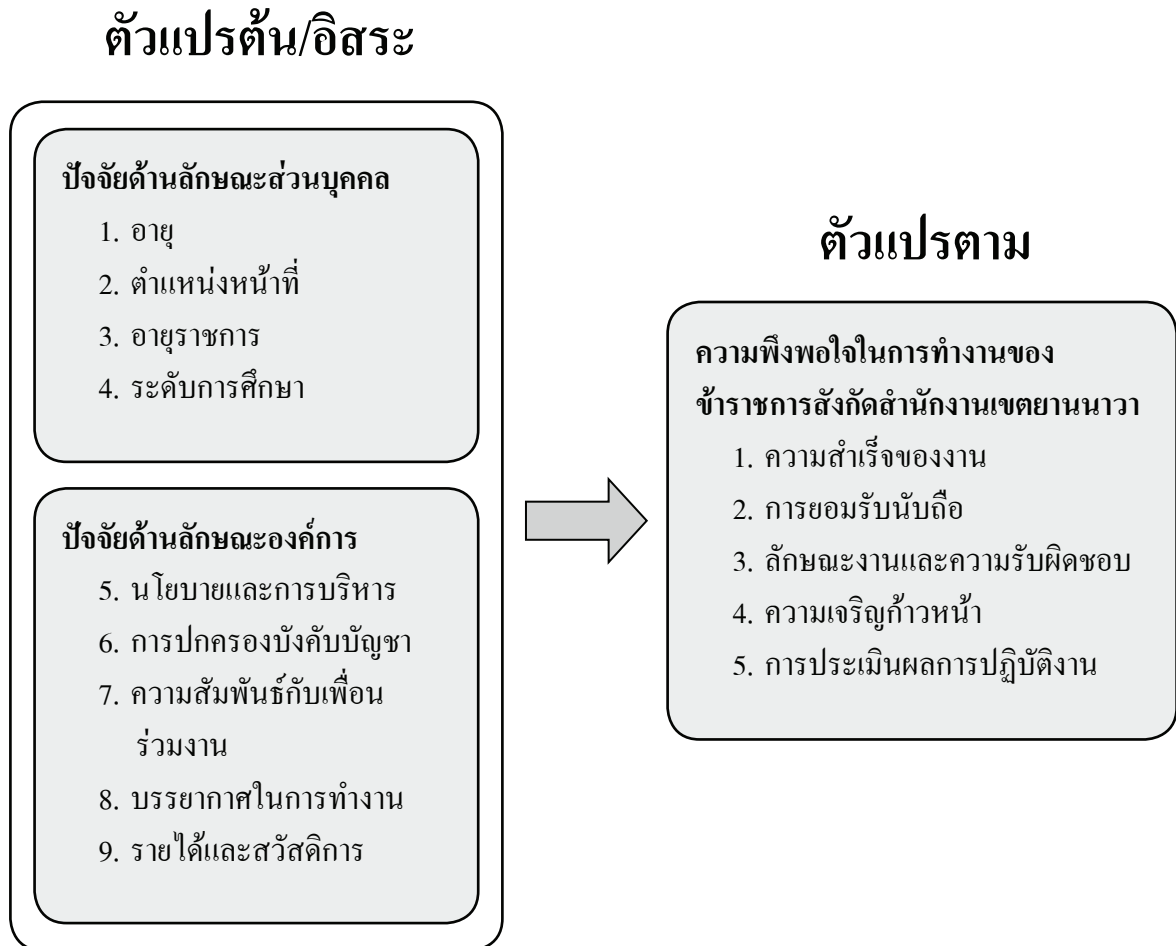 ตัวแปรต้น/อิสระ
ปัจจัยด้านลักษณะส่วนบุคคล
1. อายุ
2. ตำแหน่งหน้าที่
3. อายุราชการ
4. ระดับการศึกษา
ปัจจัยด้านลักษณะองค์การ
5. นโยบายและการบริหาร
6. การปกครองบังคับบัญชา
7. ความสัมพันธ์กับเพื่อน
ร่วมงาน
8. บรรยากาศในการทำงาน
9. รายได้และสวัสดิการ
ตัวแปรตาม
ความพึงพอใจในการทำงานของ
ข้าราชการสังกัดสำนักงานเขตยานนาวา
1. ความสำเร็จของงาน
2. การยอมรับนับถือ
3. ลักษณะงานและความรับผิดชอบ
4. ความเจริญก้าวหน้า
5. การประเมินผลการปฏิบัติงาน